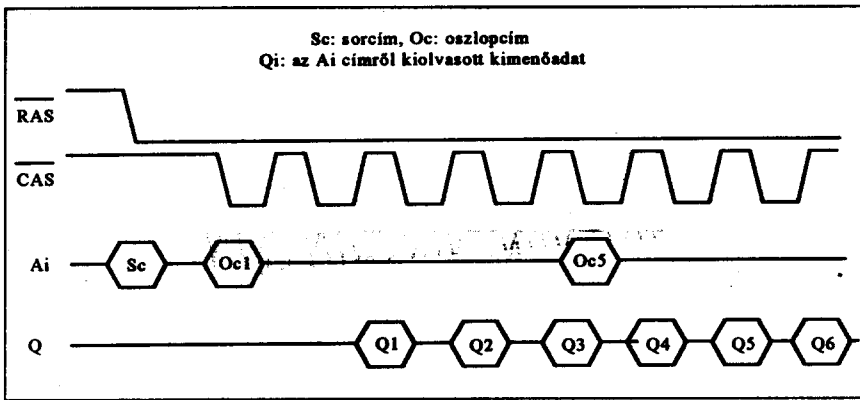 Sc: sorcím, Oc: oszlopcím
Qi: az Ai címről kiolvasott kimenőadat
RAS
CAS
Ai Sc Oc1 Oc5
Q Q1 Q2 Q3 Q4 Q5 Q6